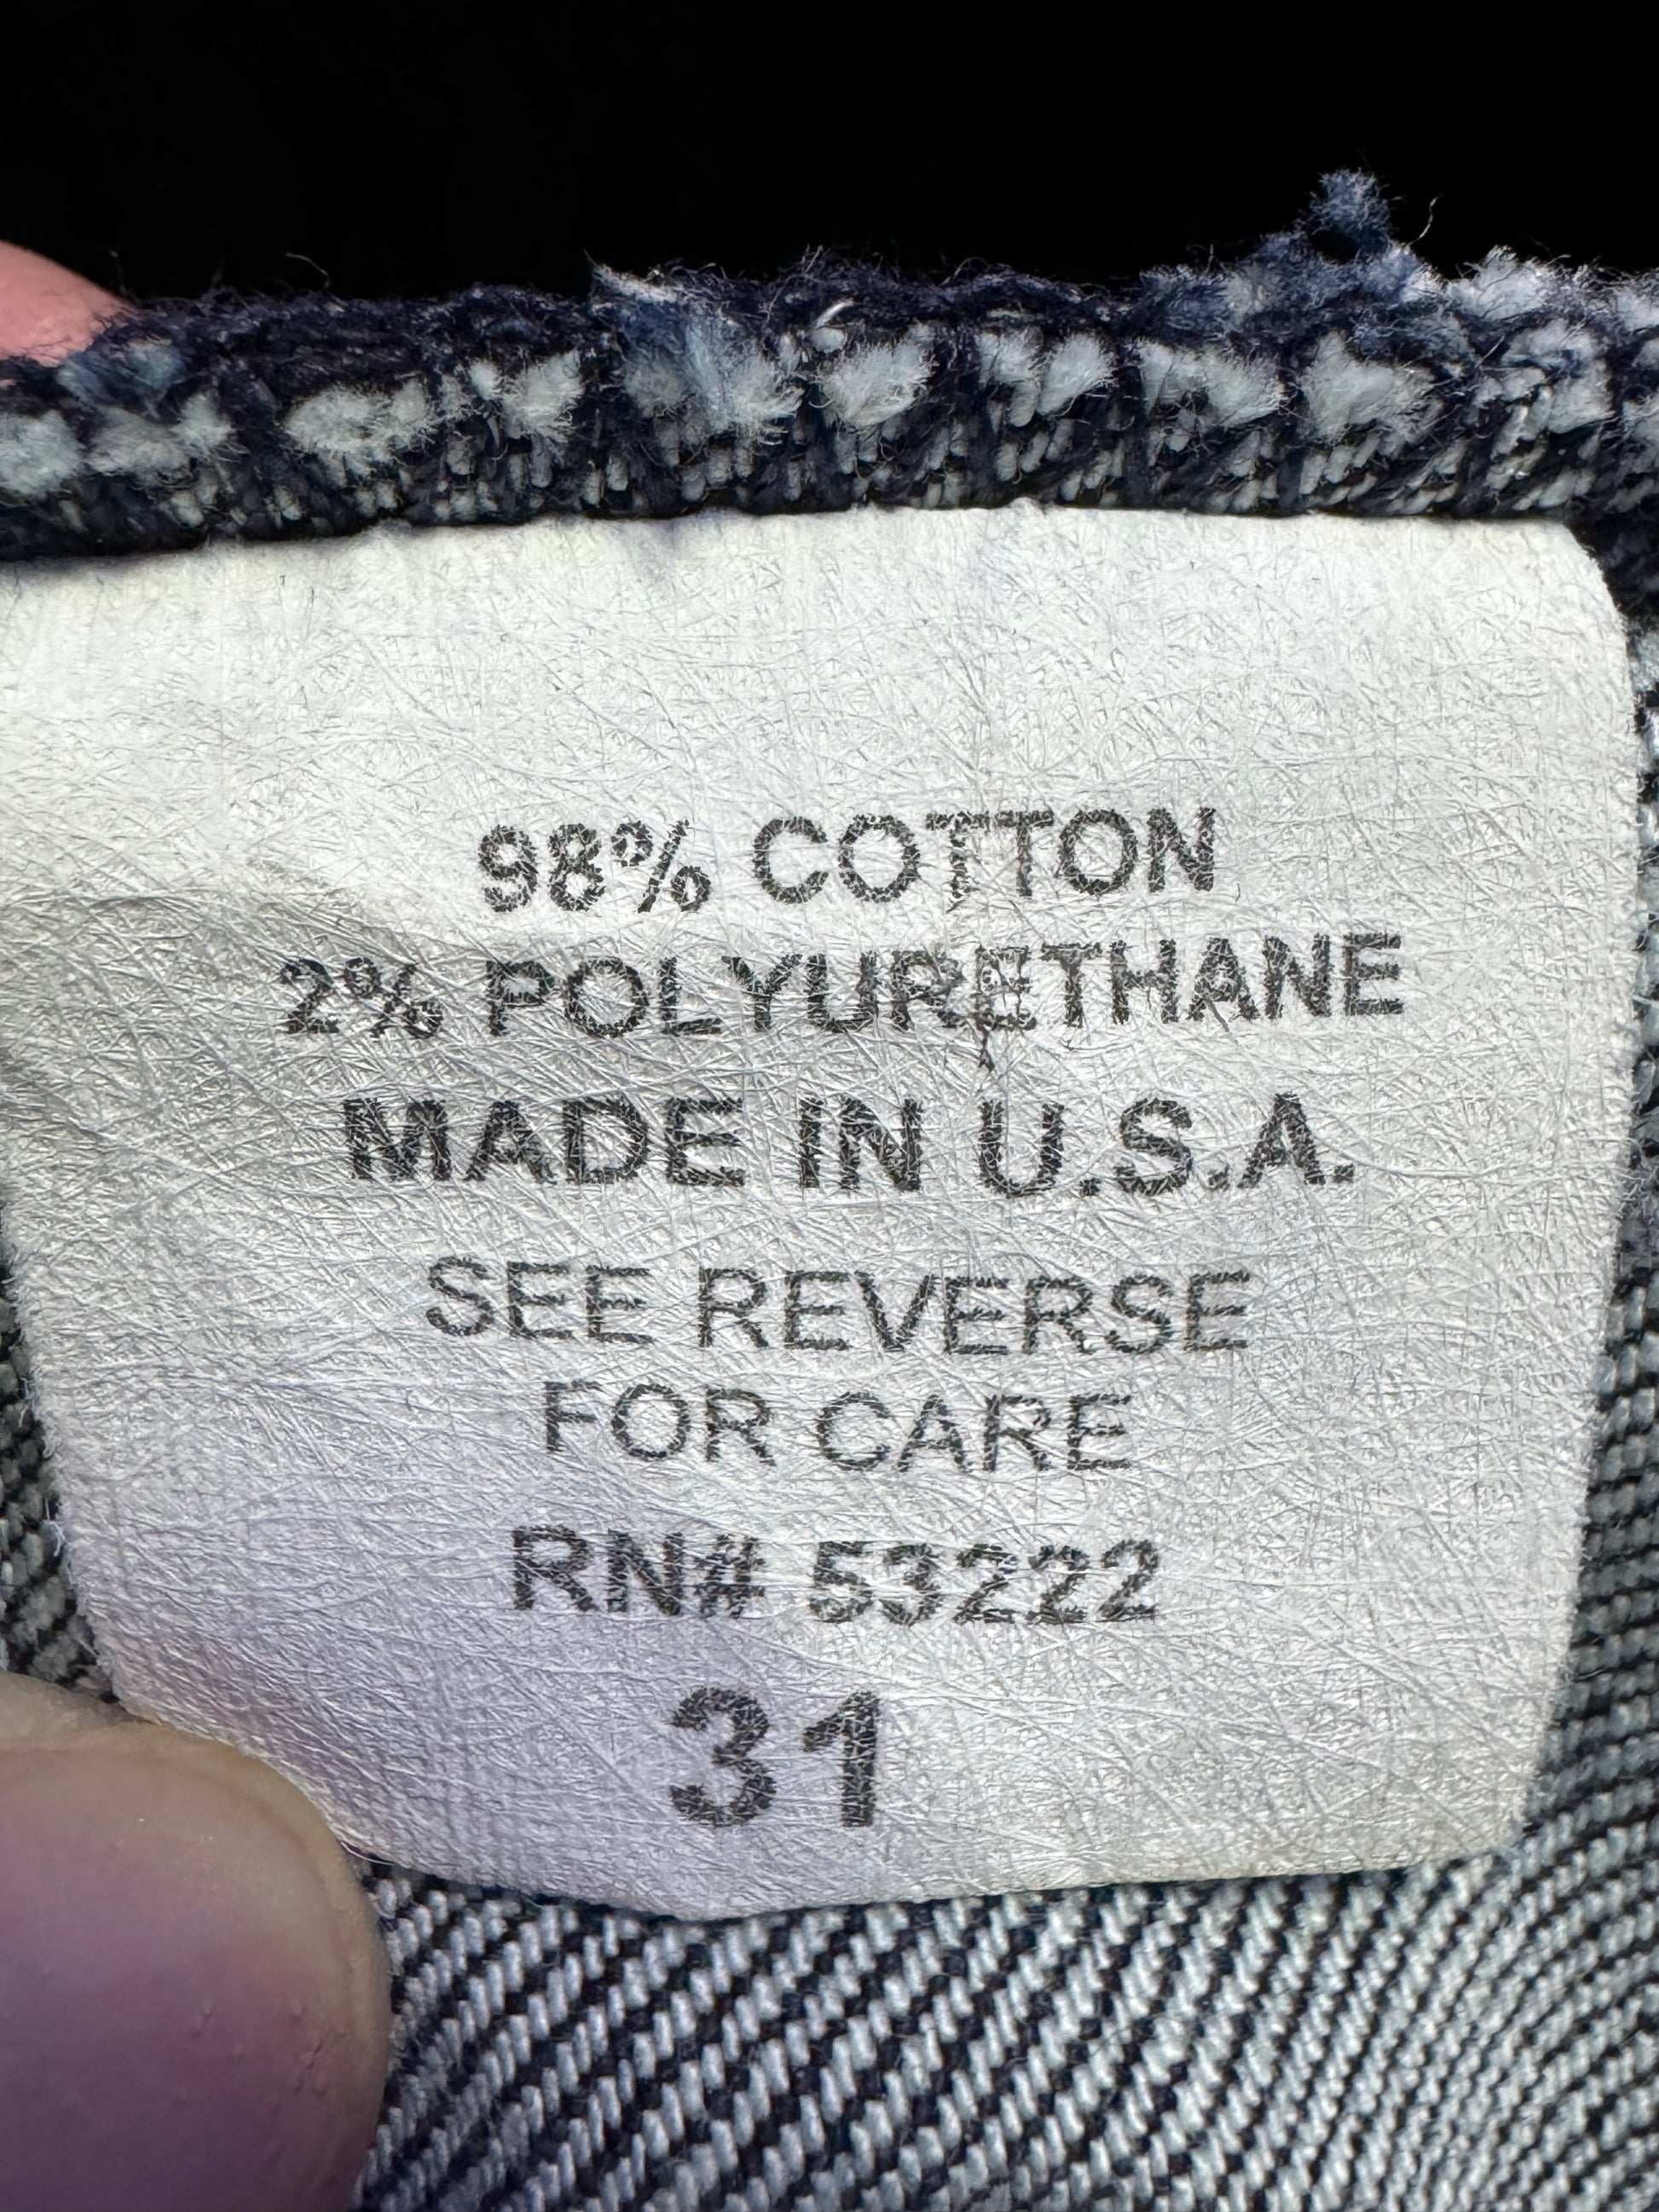 98% COTTON
2% POLYURETHANE
MADE IN U.S.A.
SEE REVERSE
FOR CARE
RN# 53222
31